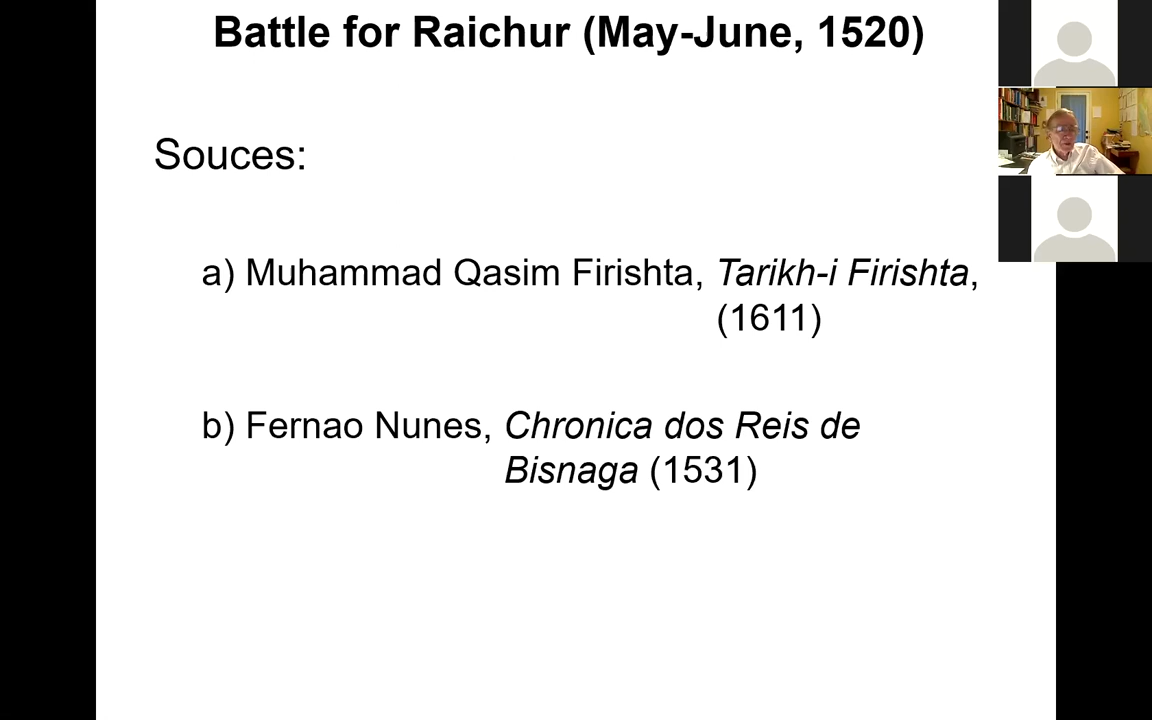 Battle for Raichur (May-June, 1520)
Souces:
a) Muhammad Qasim Firishta, Tarikh-i Firishta,
(1611)
b) Fernao Nunes, Chronica dos Reis de
Bisnaga (1531)